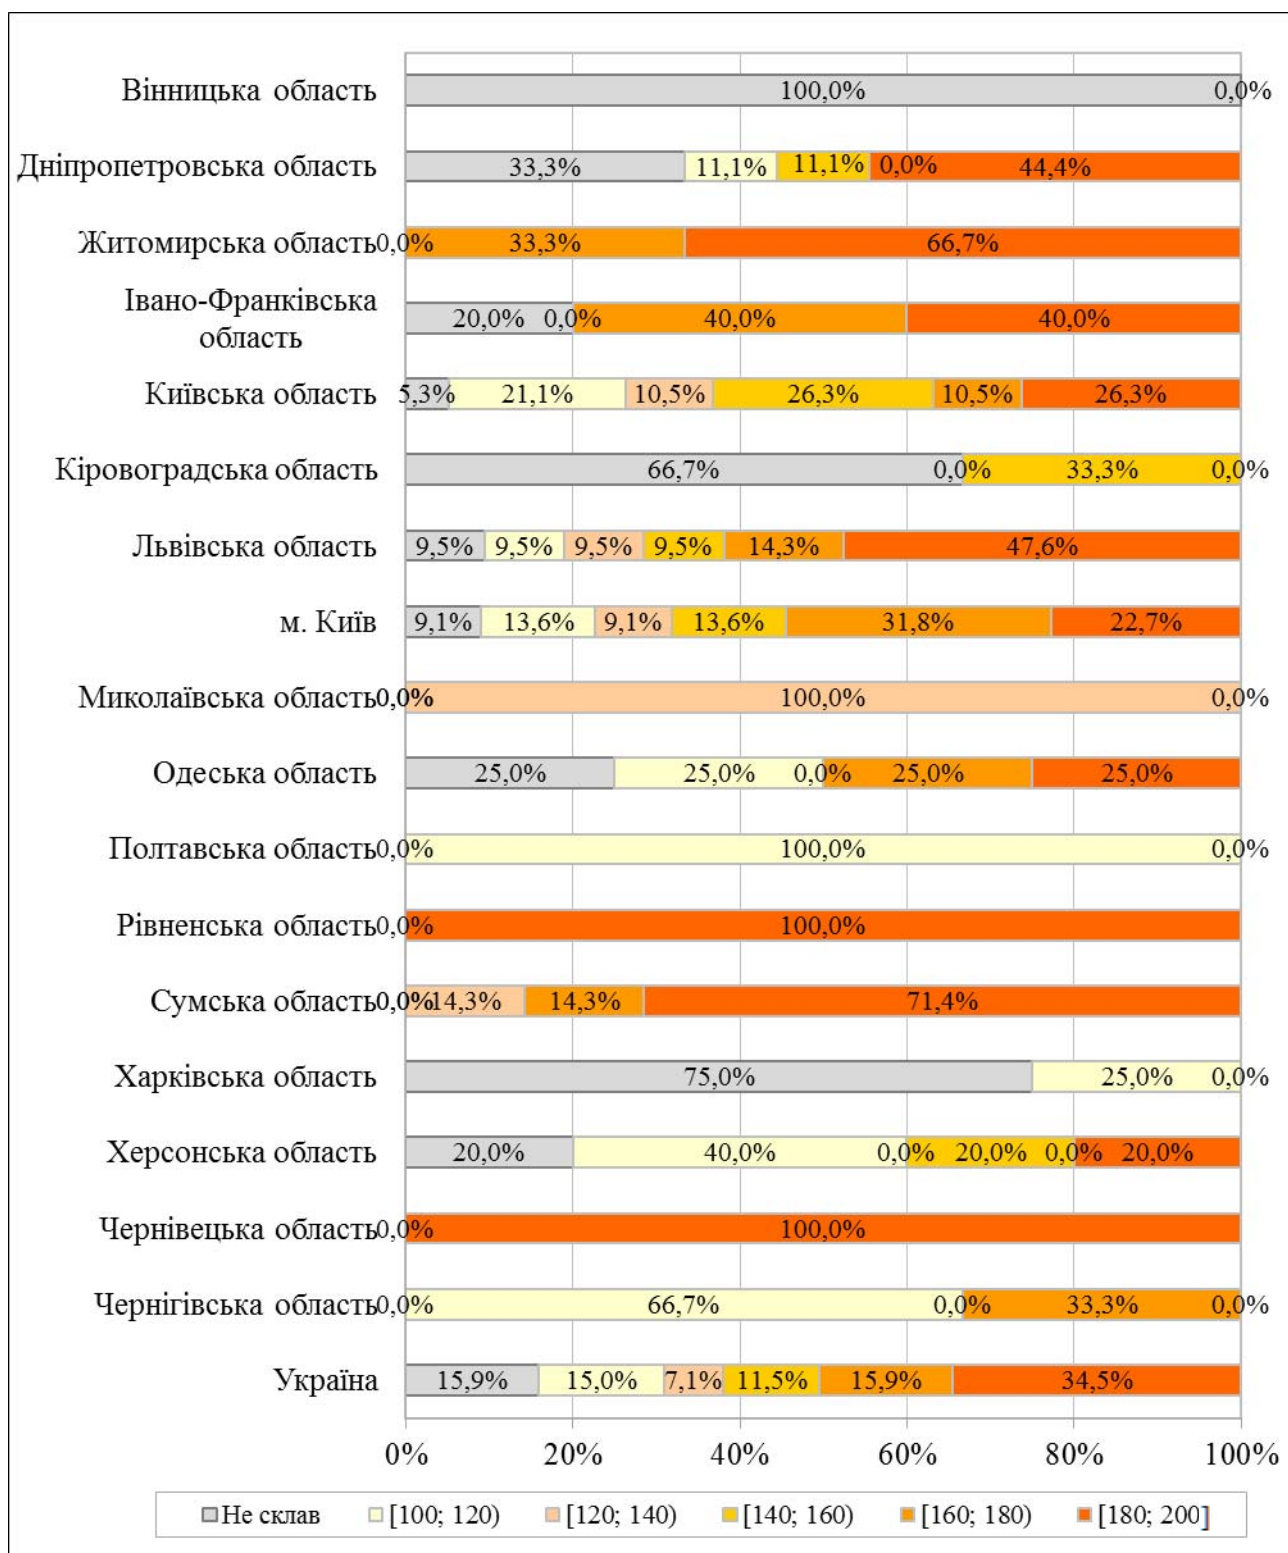 Вінницька область 100,0% 0,0%
Дніпропетровська область 33,3% 11,1% 11,1% 0,0% 44,4%
Житомирська область 0,0% 33,3% 66,7%
Івано-Франківська
область 20,0% 0,0% 40,0% 40,0%
Київська область 5,3% 21,1% 10,5% 26,3% 10,5% 26,3%
Кіровоградська область 66,7% 0,0% 33,3% 0,0%
Львівська область 9,5% 9,5% 9,5% 9,5% 14,3% 47,6%
м. Київ 9,1% 13,6% 9,1% 13,6% 31,8% 22,7%
Миколаївська область 0,0% 100,0% 0,0%
Одеська область 25,0% 25,0% 0,0% 25,0% 25,0%
Полтавська область 0,0% 100,0% 0,0%
Рівненська область 0,0% 100,0%
Сумська область 0,0% 14,3% 14,3% 71,4%
Харківська область 75,0% 25,0% 0,0%
Херсонська область 20,0% 40,0% 0,0% 20,0% 0,0% 20,0%
Чернівецька область 0,0% 100,0%
Чернігівська область 0,0% 66,7% 0,0% 33,3% 0,0%
Україна 15,9% 15,0% 7,1% 11,5% 15,9% 34,5%
0% 20% 40% 60% 80% 100%
Не склав [100; 120) [120; 140) [140; 160) [160; 180) [180; 200]